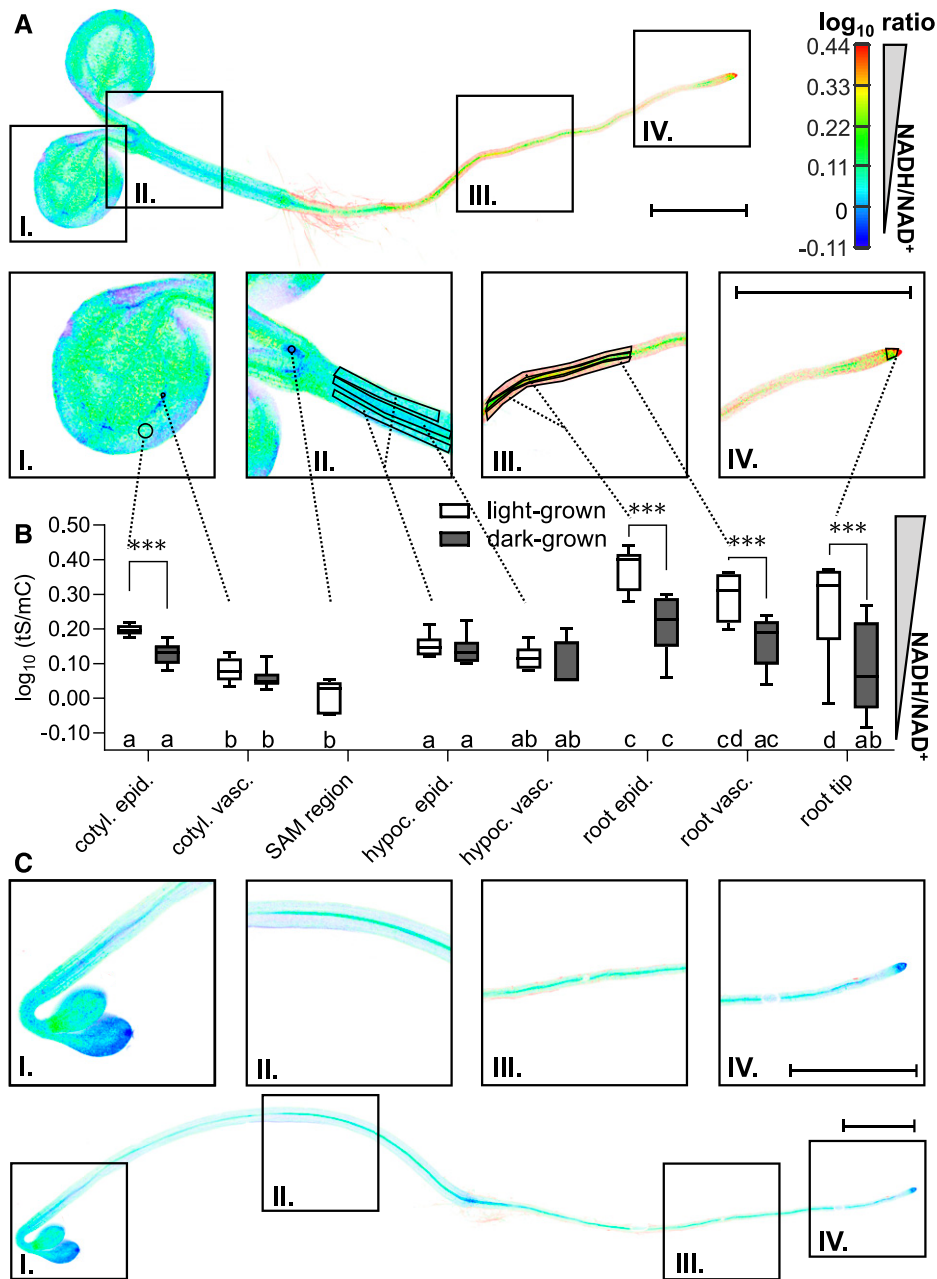 A
log₁₀ ratio
0.44
0.33
0.22
0.11
0
-0.11
NADH/NAD⁺
I.
II.
III.
IV.
I.
II.
III.
IV.
B
light-grown
dark-grown
log₁₀ (tS/mC)
0.50
0.40
0.30
0.20
0.10
0.00
-0.10
*** *** *** ***
a a b b b a a ab ab c c cd ac d ab
cotyl. epid.
cotyl. vasc.
SAM region
hypoc. epid.
hypoc. vasc.
root epid.
root vasc.
root tip
NADH/NAD⁺
C
I.
II.
III.
IV.
I.
II.
III.
IV.